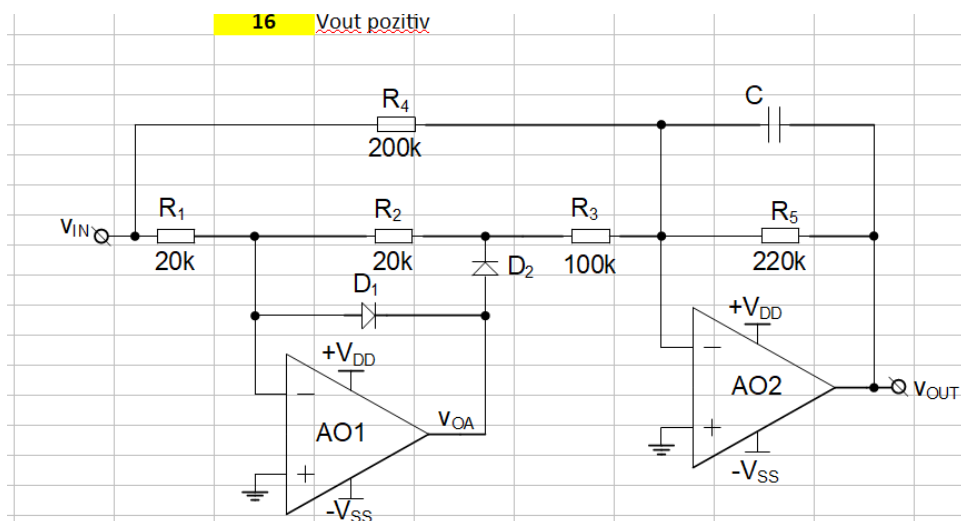 16 Vout pozitiv
R4
200k
C
VIN
R1
20k
R2
20k
R3
100k
R5
220k
D2
D1
+VDD
AO1
VOA
-VSS
+VDD
AO2
VOUT
-VSS